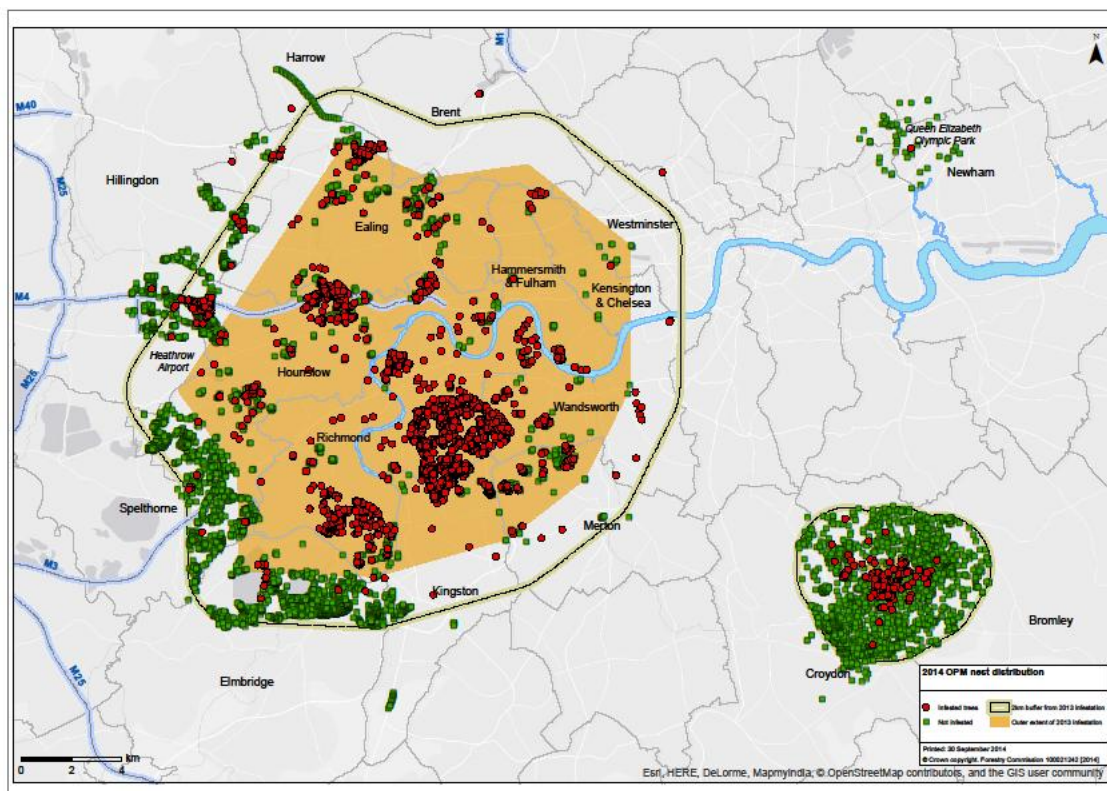 N
Harrow
M1
M40
Brent
Queen Elizabeth
Olympic Park
Newham
Hillingdon
M25
Ealing
Westminster
Hammersmith
& Fulham
Kensington
& Chelsea
M4
Heathrow
Airport
M25
Hounslow
Wandsworth
Richmond
Spelthorne
Merton
M3
Kingston
Bromley
Croydon
Elmbridge
M25
2014 OPM nest distribution
Infested trees
2km buffer from 2013 infestation
Not infested
Outer extent of 2013 infestation
Printed: 30 September 2014
© Crown copyright. Forestry Commission 100021242 [2014]
km
0 2 4
Esri, HERE, DeLorme, MapmyIndia, © OpenStreetMap contributors, and the GIS user community